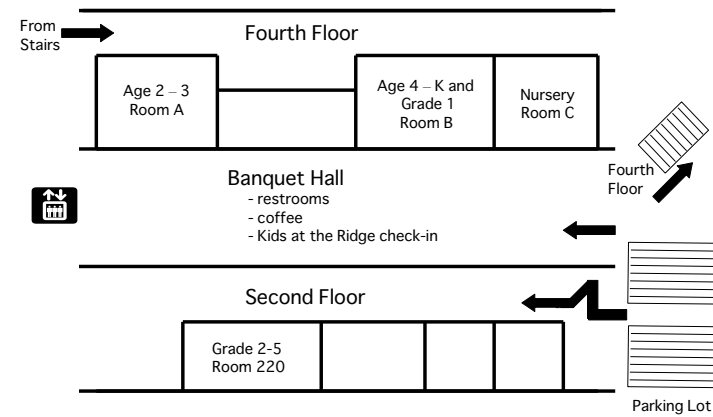 From
Stairs
Fourth Floor
Age 2 – 3
Room A
Age 4 – K and
Grade 1
Room B
Nursery
Room C
Fourth
Floor
Banquet Hall
- restrooms
- coffee
- Kids at the Ridge check-in
Second Floor
Grade 2-5
Room 220
Parking Lot